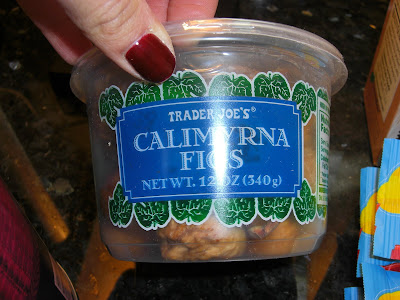 TRADER JOE'S®
CALIMYRNA
FIGS
NET WT. 12 OZ (340g)